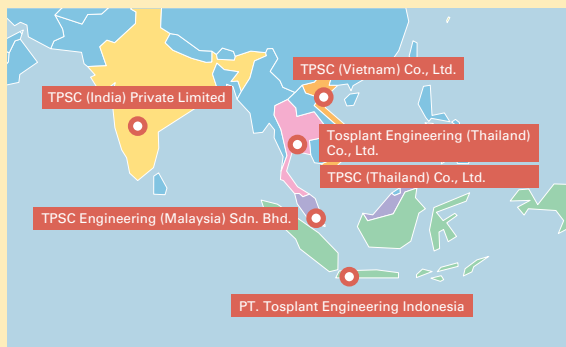 TPSC (Vietnam) Co., Ltd.
TPSC (India) Private Limited
Tosplant Engineering (Thailand)
Co., Ltd.
TPSC (Thailand) Co., Ltd.
TPSC Engineering (Malaysia) Sdn. Bhd.
PT. Tosplant Engineering Indonesia